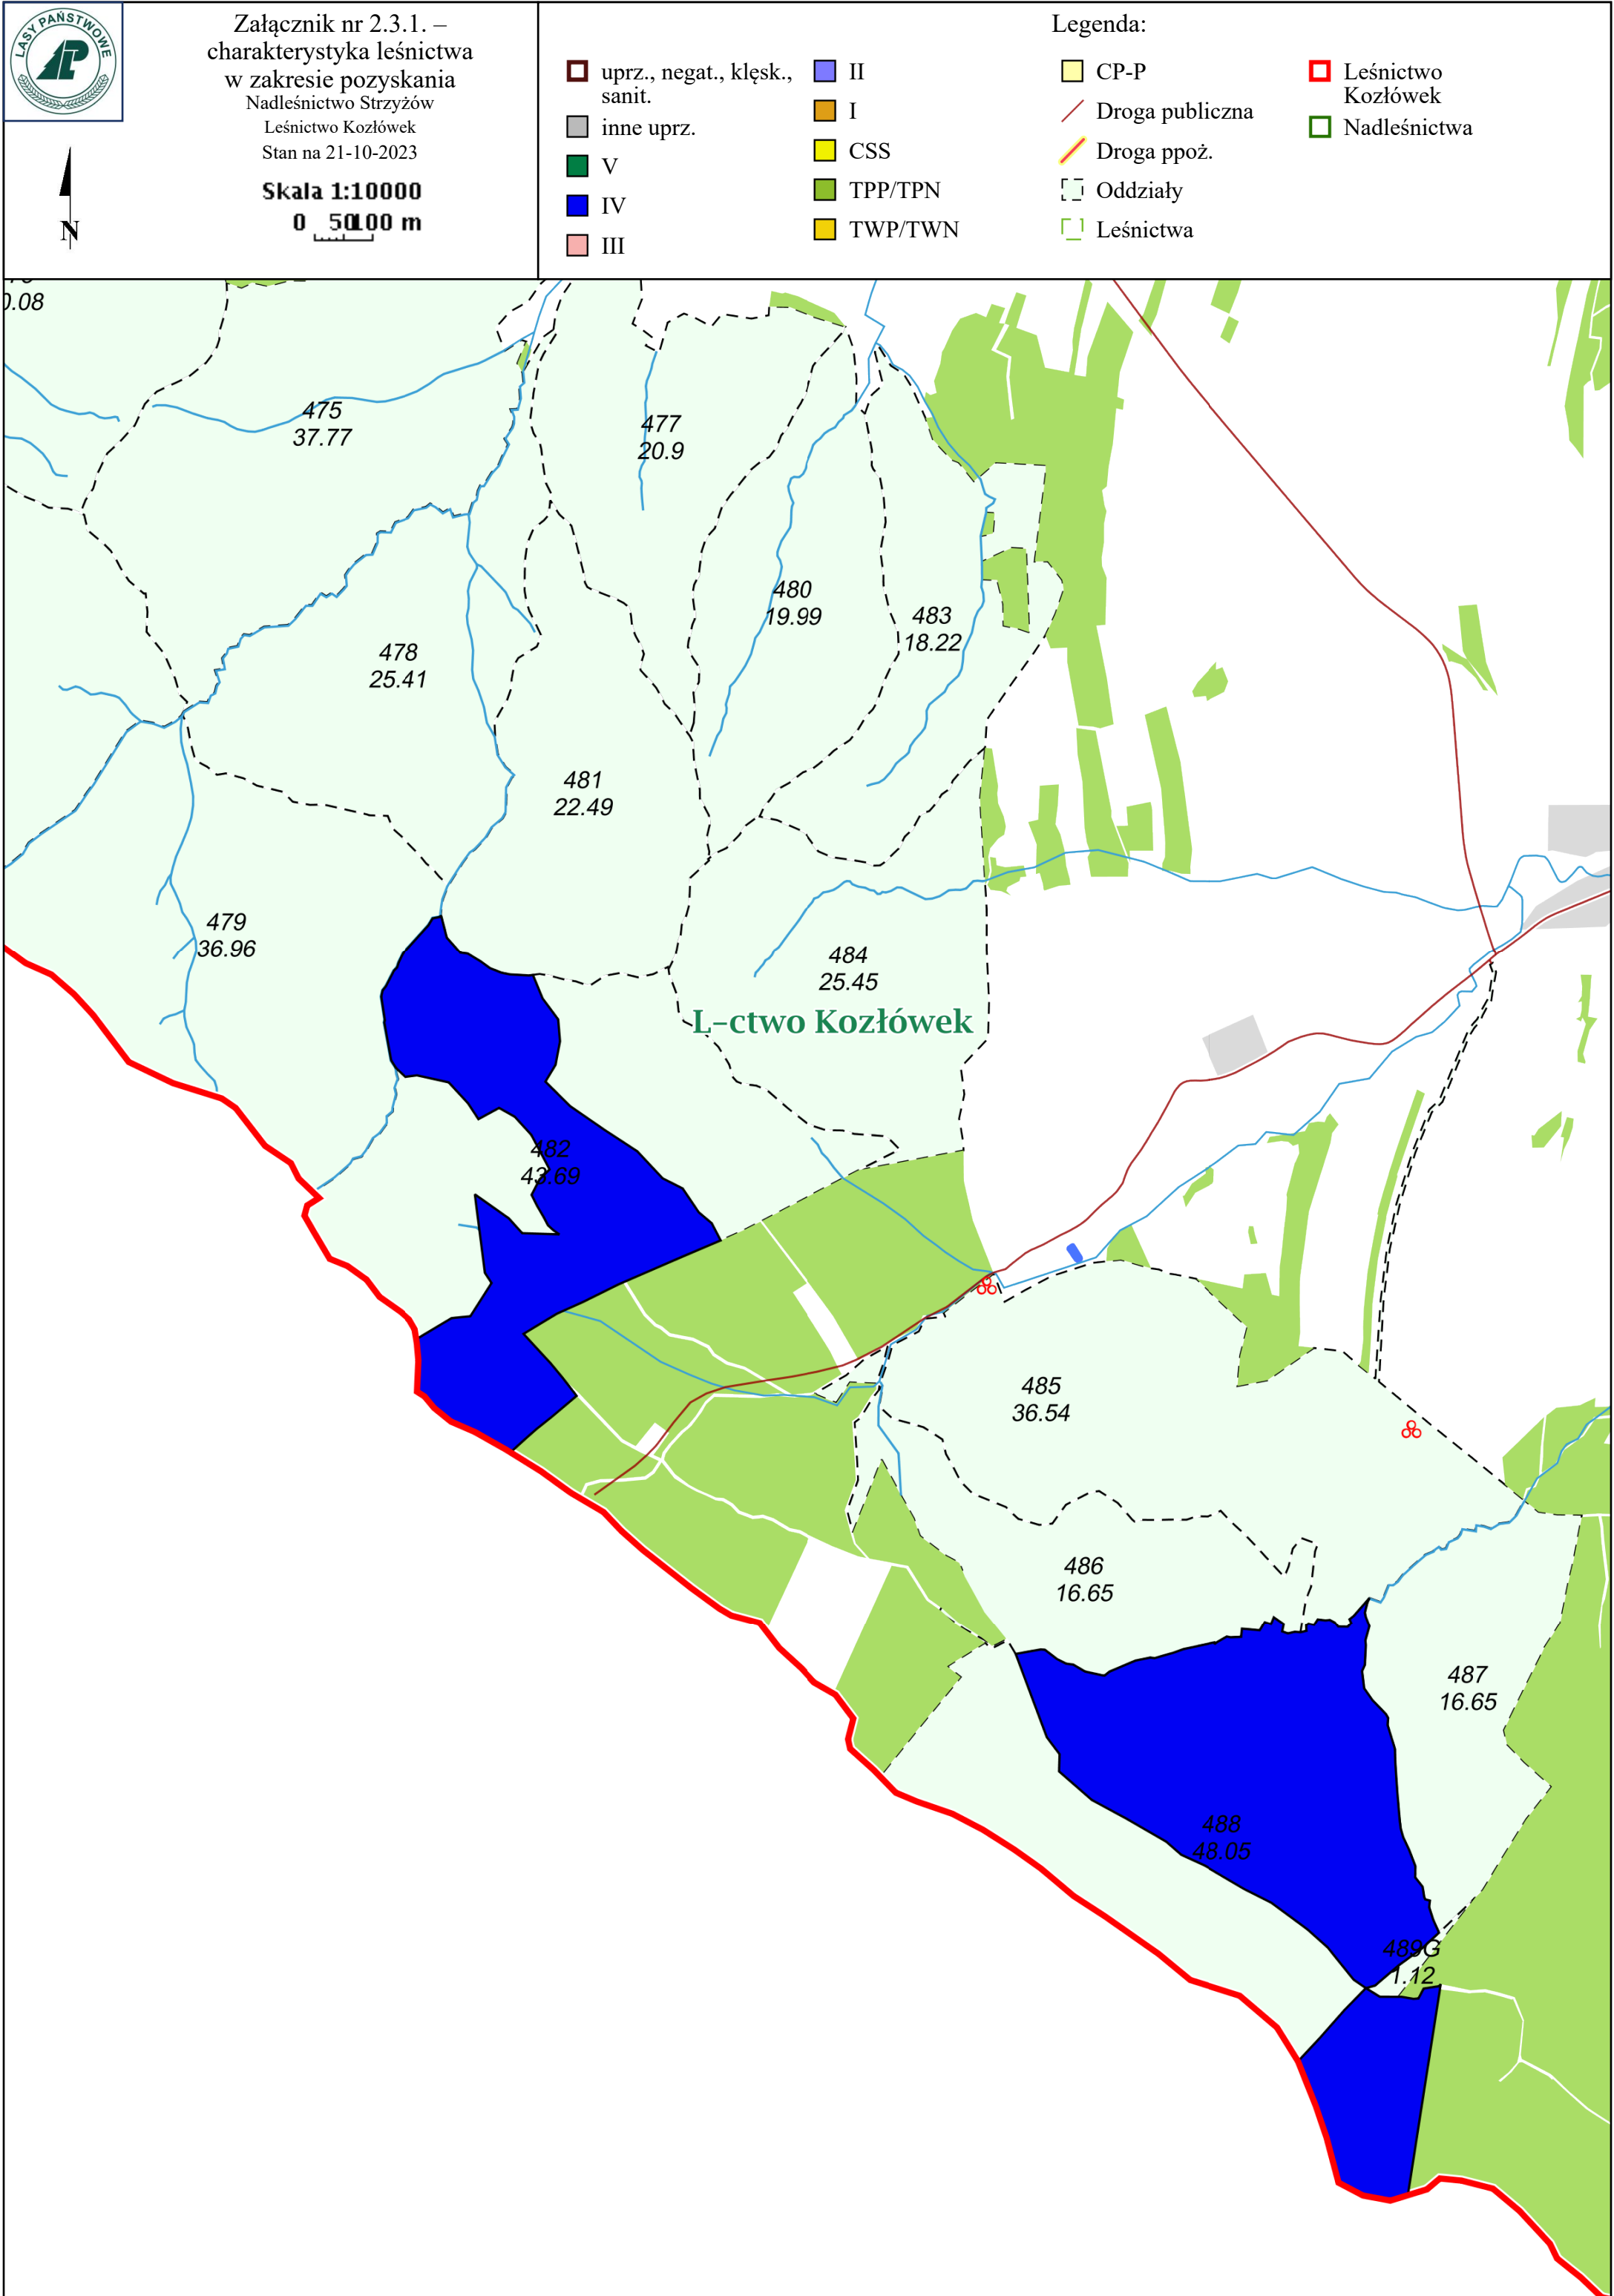 LASY PAŃSTWOWE
Załącznik nr 2.3.1. –
charakterystyka leśnictwa
w zakresie pozyskania
Nadleśnictwo Strzyżów
Leśnictwo Kozłówek
Stan na 21-10-2023
Skala 1:10000
0 50 100 m
N
Legenda:
uprz., negat., klęsk.,
sanit.
inne uprz.
V
IV
III
II
I
CSS
TPP/TPN
TWP/TWN
CP-P
Droga publiczna
Droga ppoż.
Oddziały
Leśnictwa
Leśnictwo
Kozłówek
Nadleśnictwa
0.08
475
37.77
477
20.9
480
19.99
483
18.22
478
25.41
481
22.49
479
36.96
484
25.45
L-ctwo Kozłówek
482
43.69
485
36.54
486
16.65
487
16.65
488
48.05
489G
1.12